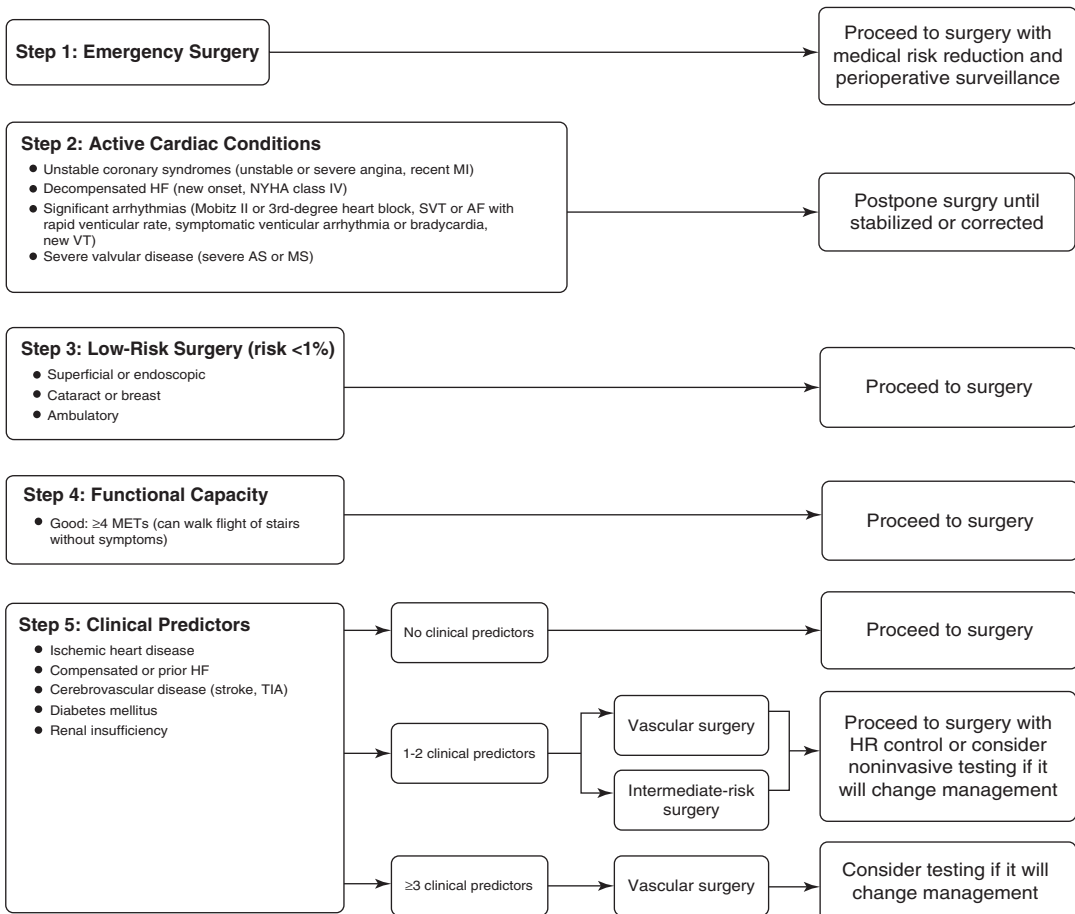 Step 1: Emergency Surgery
Proceed to surgery with
medical risk reduction and
perioperative surveillance
Step 2: Active Cardiac Conditions
● Unstable coronary syndromes (unstable or severe angina, recent MI)
● Decompensated HF (new onset, NYHA class IV)
● Significant arrhythmias (Mobitz II or 3rd-degree heart block, SVT or AF with
rapid venticular rate, symptomatic ventricular arrhythmia or bradycardia,
new VT)
● Severe valvular disease (severe AS or MS)
Postpone surgry until
stabilized or corrected
Step 3: Low-Risk Surgery (risk <1%)
● Superficial or endoscopic
● Cataract or breast
● Ambulatory
Proceed to surgery
Step 4: Functional Capacity
● Good: ≥4 METs (can walk flight of stairs
without symptoms)
Proceed to surgery
Step 5: Clinical Predictors
● Ischemic heart disease
● Compensated or prior HF
● Cerebrovascular disease (stroke, TIA)
● Diabetes mellitus
● Renal insufficiency
No clinical predictors
Proceed to surgery
1-2 clinical predictors
Vascular surgery
Intermediate-risk
surgery
Proceed to surgery with
HR control or consider
noninvasive testing if it
will change management
≥3 clinical predictors
Vascular surgery
Consider testing if it will
change management